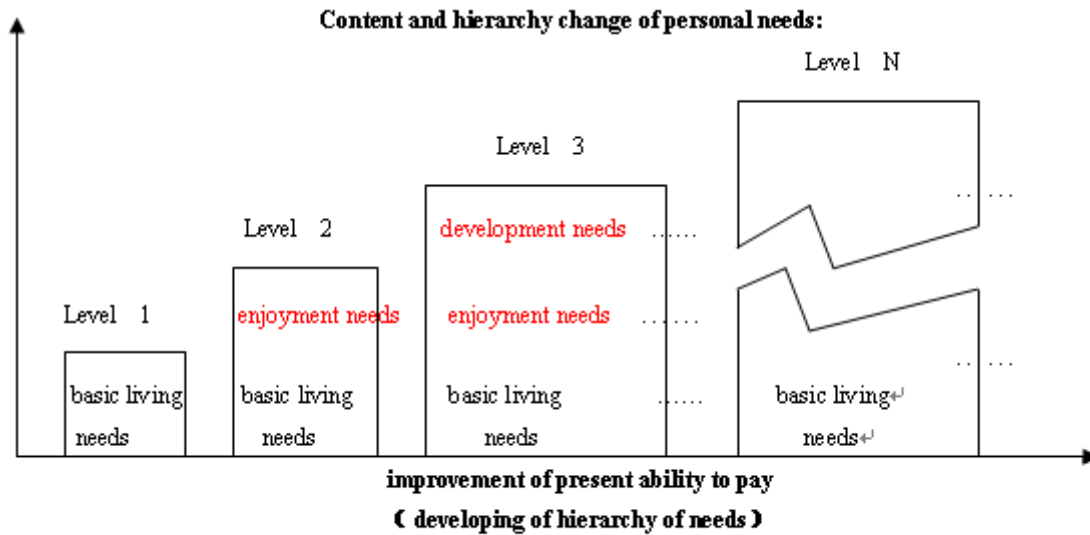 Content and hierarchy change of personal needs:
Level N
Level 3
Level 2
development needs ……
Level 1
enjoyment needs
enjoyment needs ……
basic living
needs
basic living
needs
basic living ……
needs
basic living↵
needs↵
……
……
improvement of present ability to pay
( developing of hierarchy of needs )